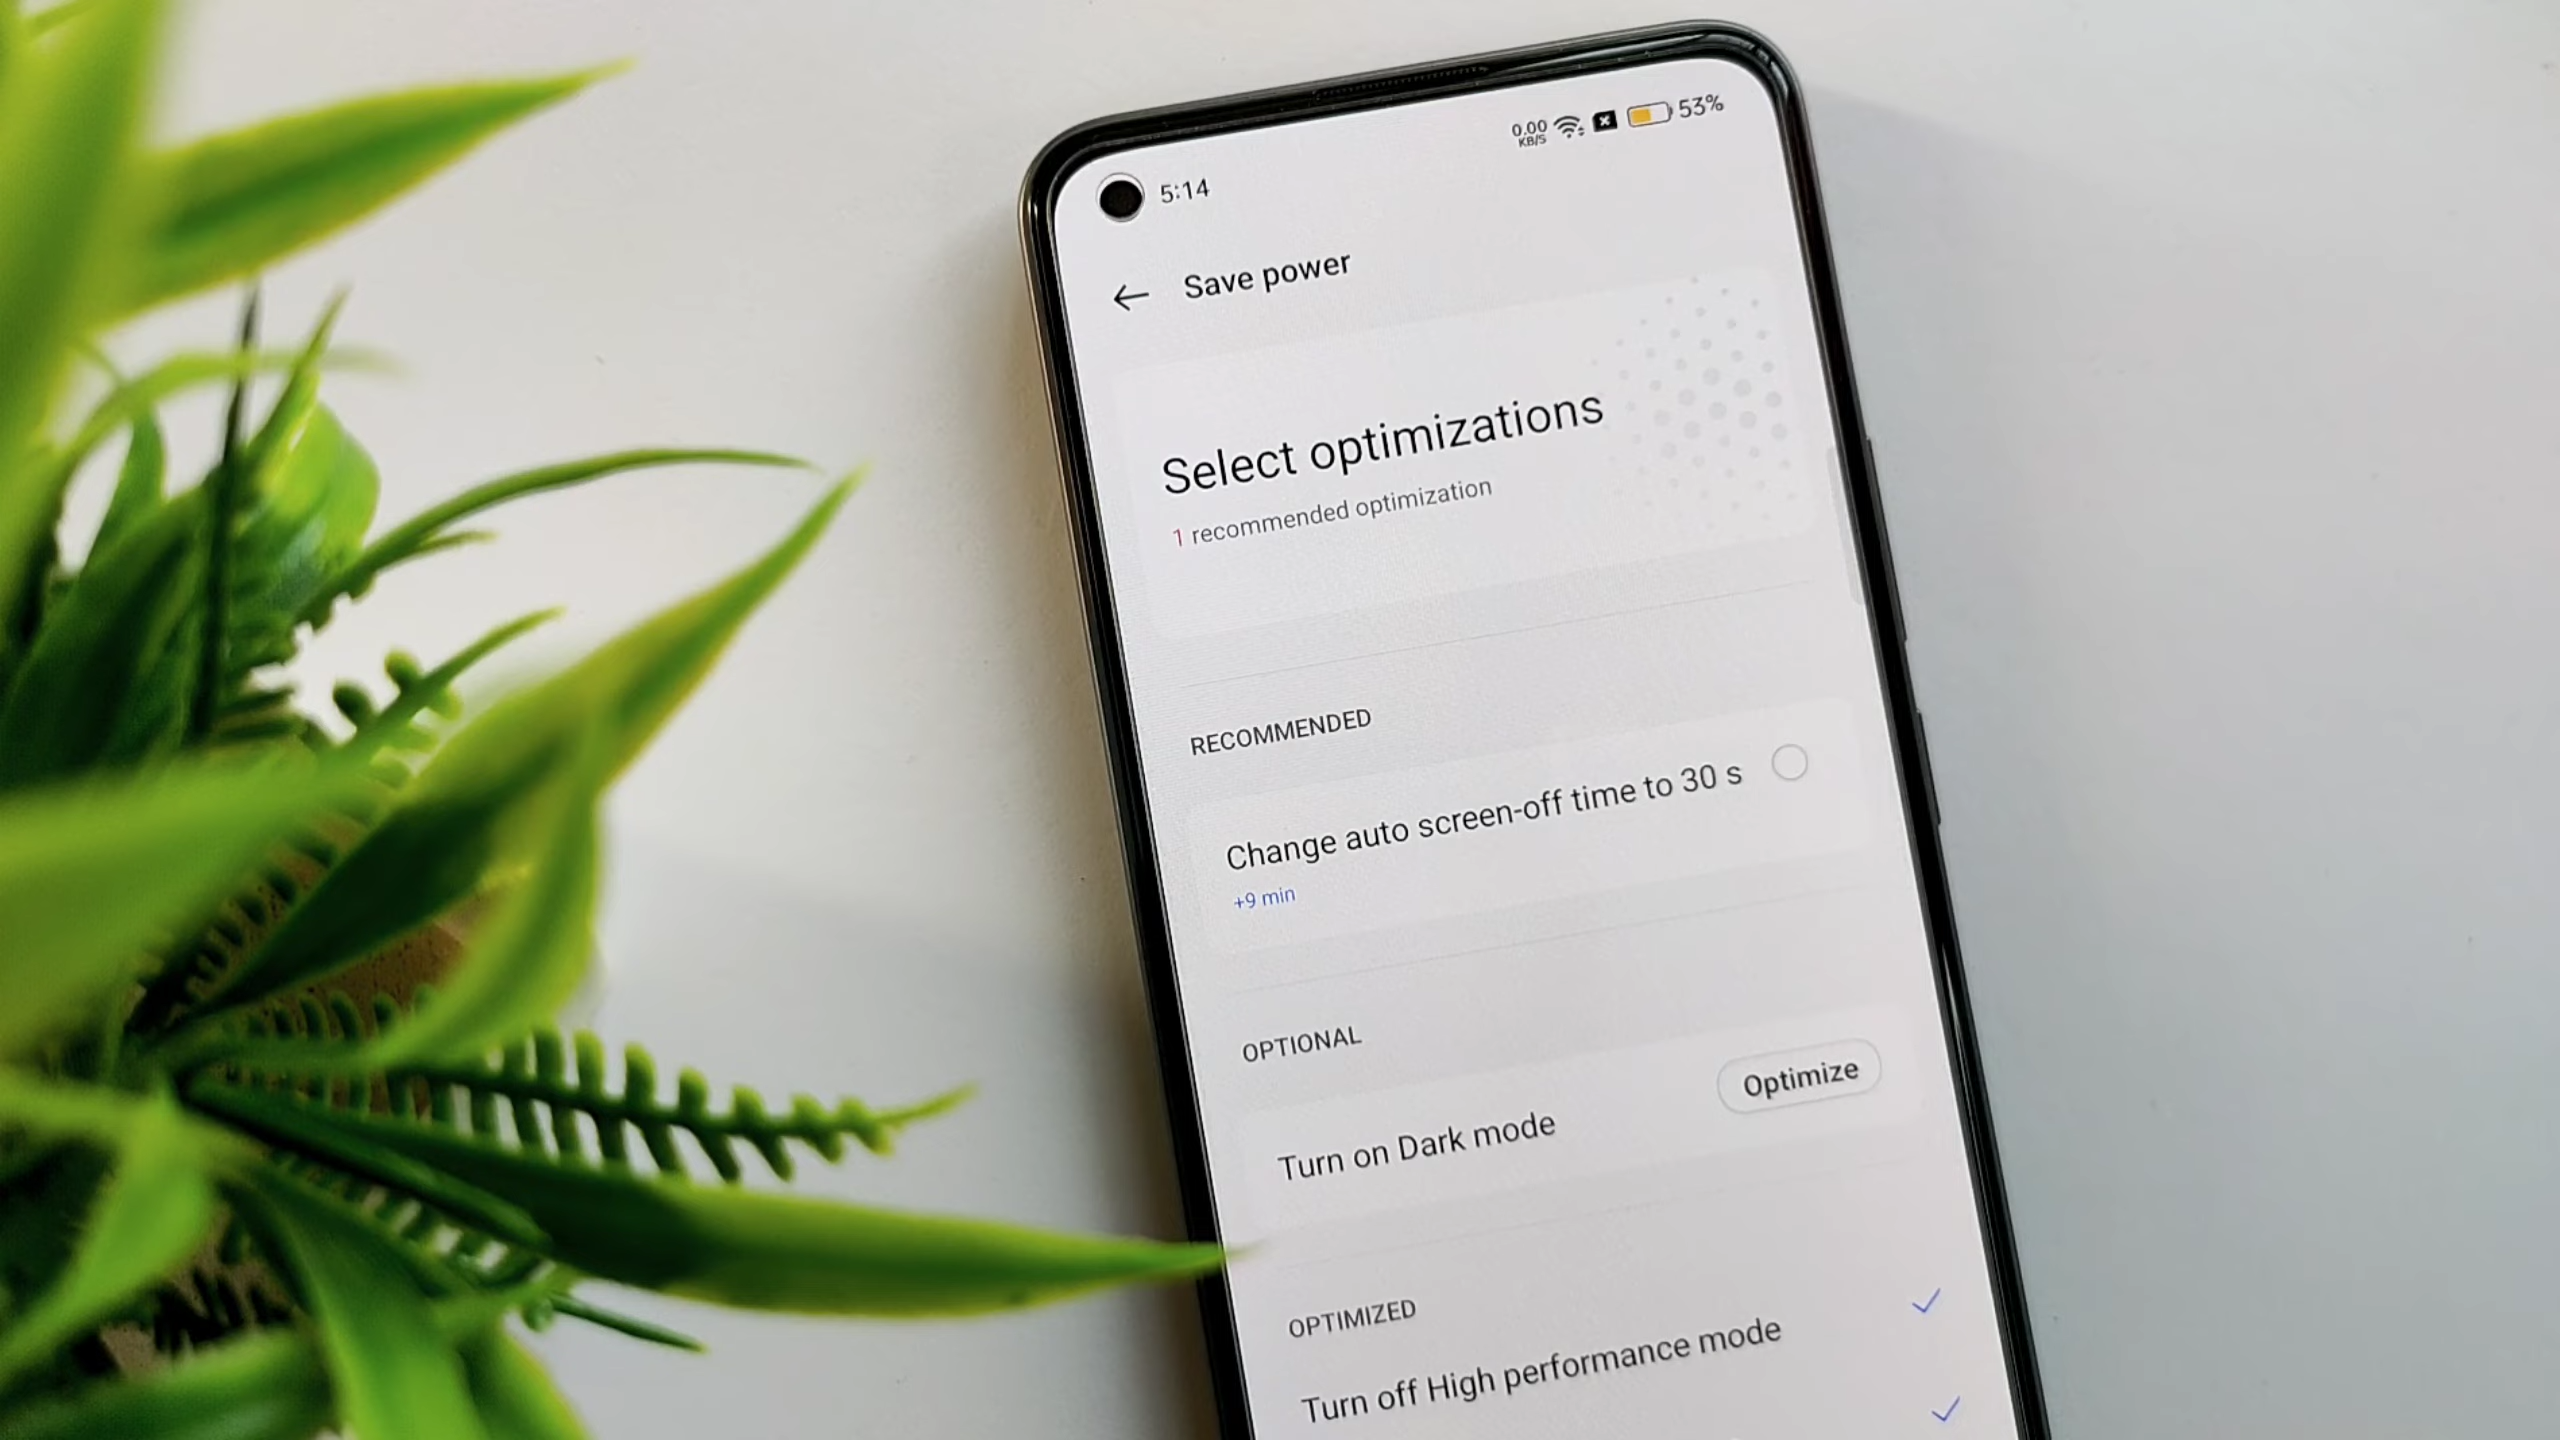 5:14
0.00
KB/S
53%
Save power
Select optimizations
1 recommended optimization
RECOMMENDED
Change auto screen-off time to 30 s
+9 min
OPTIONAL
Turn on Dark mode
Optimize
OPTIMIZED
Turn off High performance mode